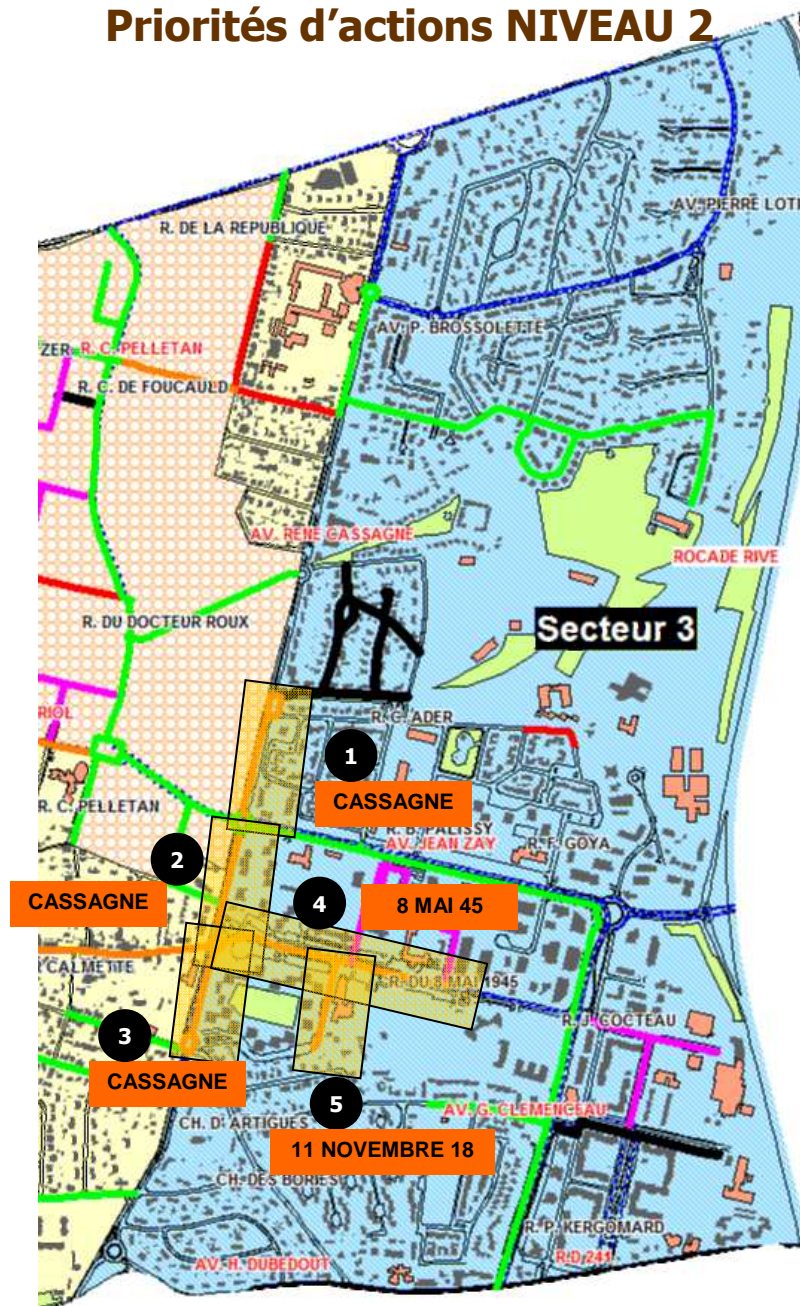 Priorités d'actions NIVEAU 2
R. DE LA REPUBLIQUE
AV. PIERRE LOTI
AV. P. BROSSOLETTE
ZER R. C. PELLETAN
R. C. DE FOUCAULD
AV. RENE CASSAGNE
ROCADE RIVE
R. DU DOCTEUR ROUX
Secteur 3
RIOL
R. C. ADER
1
CASSAGNE
R. C. PELLETAN
R. B. PALISSY
AV. JEAN ZAY
R. F. GOYA
2
CASSAGNE
4
8 MAI 45
R CALMETTE
R. DU 8 MAI 1945
R. J. COCTEAU
3
CASSAGNE
5
AV. G. CLEMENCEAU
CH. D' ARTIGUES
11 NOVEMBRE 18
CH. DES BORIES
R. P. KERGOMARD
AV. H. DUBEDOUT
R.D 241